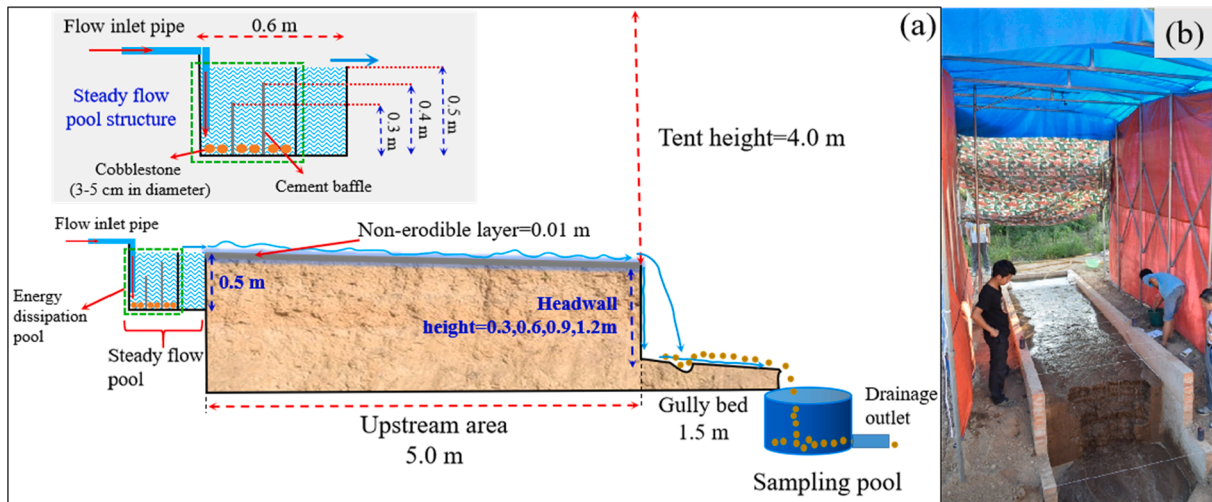 Flow inlet pipe
0.6 m
(a)
(b)
Steady flow
pool structure
0.3 m
0.4 m
0.5 m
Tent height=4.0 m
Cobblestone
(3-5 cm in diameter)
Cement baffle
Flow inlet pipe
Non-erodible layer=0.01 m
0.5 m
Headwall
height=0.3,0.6,0.9,1.2m
Energy
dissipation
pool
Steady flow
pool
Upstream area
5.0 m
Gully bed
1.5 m
Drainage
outlet
Sampling pool